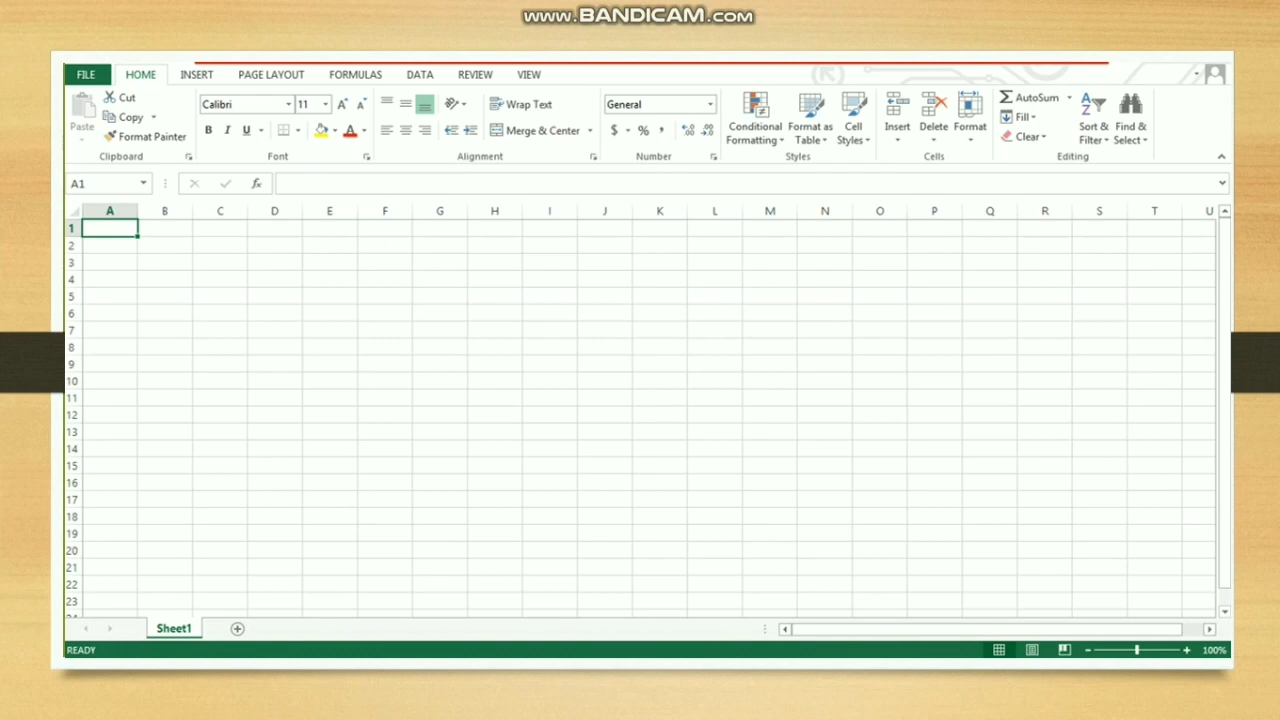 www.BANDICAM.com
FILE HOME INSERT PAGE LAYOUT FORMULAS DATA REVIEW VIEW
Cut
Copy
Format Painter
Paste
Clipboard
Calibri 11
B I U A
Font
Wrap Text
Merge & Center
Alignment
General
$ % ,
Number
Conditional Formatting
Format as Table
Cell Styles
Styles
Insert Delete Format
Cells
AutoSum
Fill
Clear
Sort & Filter
Find & Select
Editing
A1 fx
A B C D E F G H I J K L M N O P Q R S T U
1
2
3
4
5
6
7
8
9
10
11
12
13
14
15
16
17
18
19
20
21
22
23
Sheet1
READY 100%